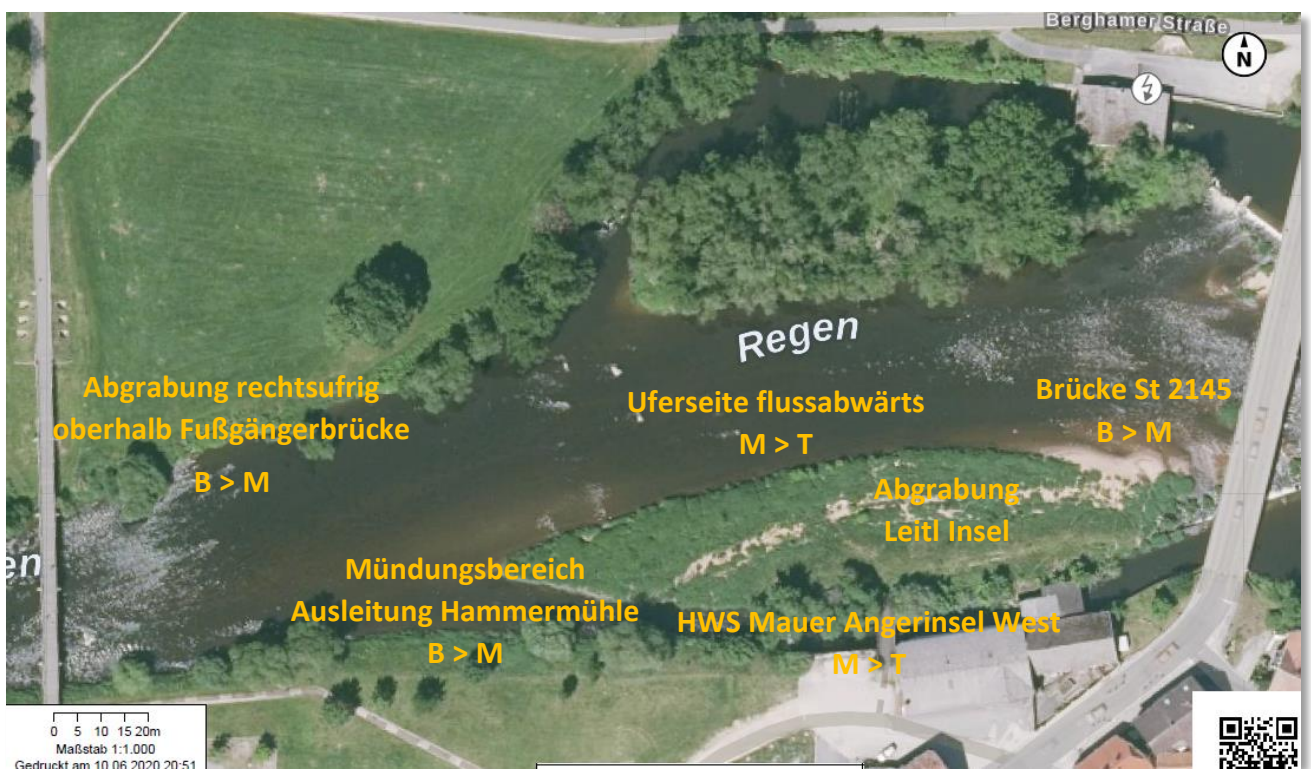 Berghamer Straße
N
Regen
Abgrabung rechtsufrig
oberhalb Fußgängerbrücke
B > M
Uferseite flussabwärts
M > T
Brücke St 2145
B > M
Abgrabung
Leitl Insel
en
Mündungsbereich
Ausleitung Hammermühle
B > M
HWS Mauer Angerinsel West
M > T
0 5 10 15 20m
Maßstab 1:1.000
Gedruckt am 10.06.2020 20:51